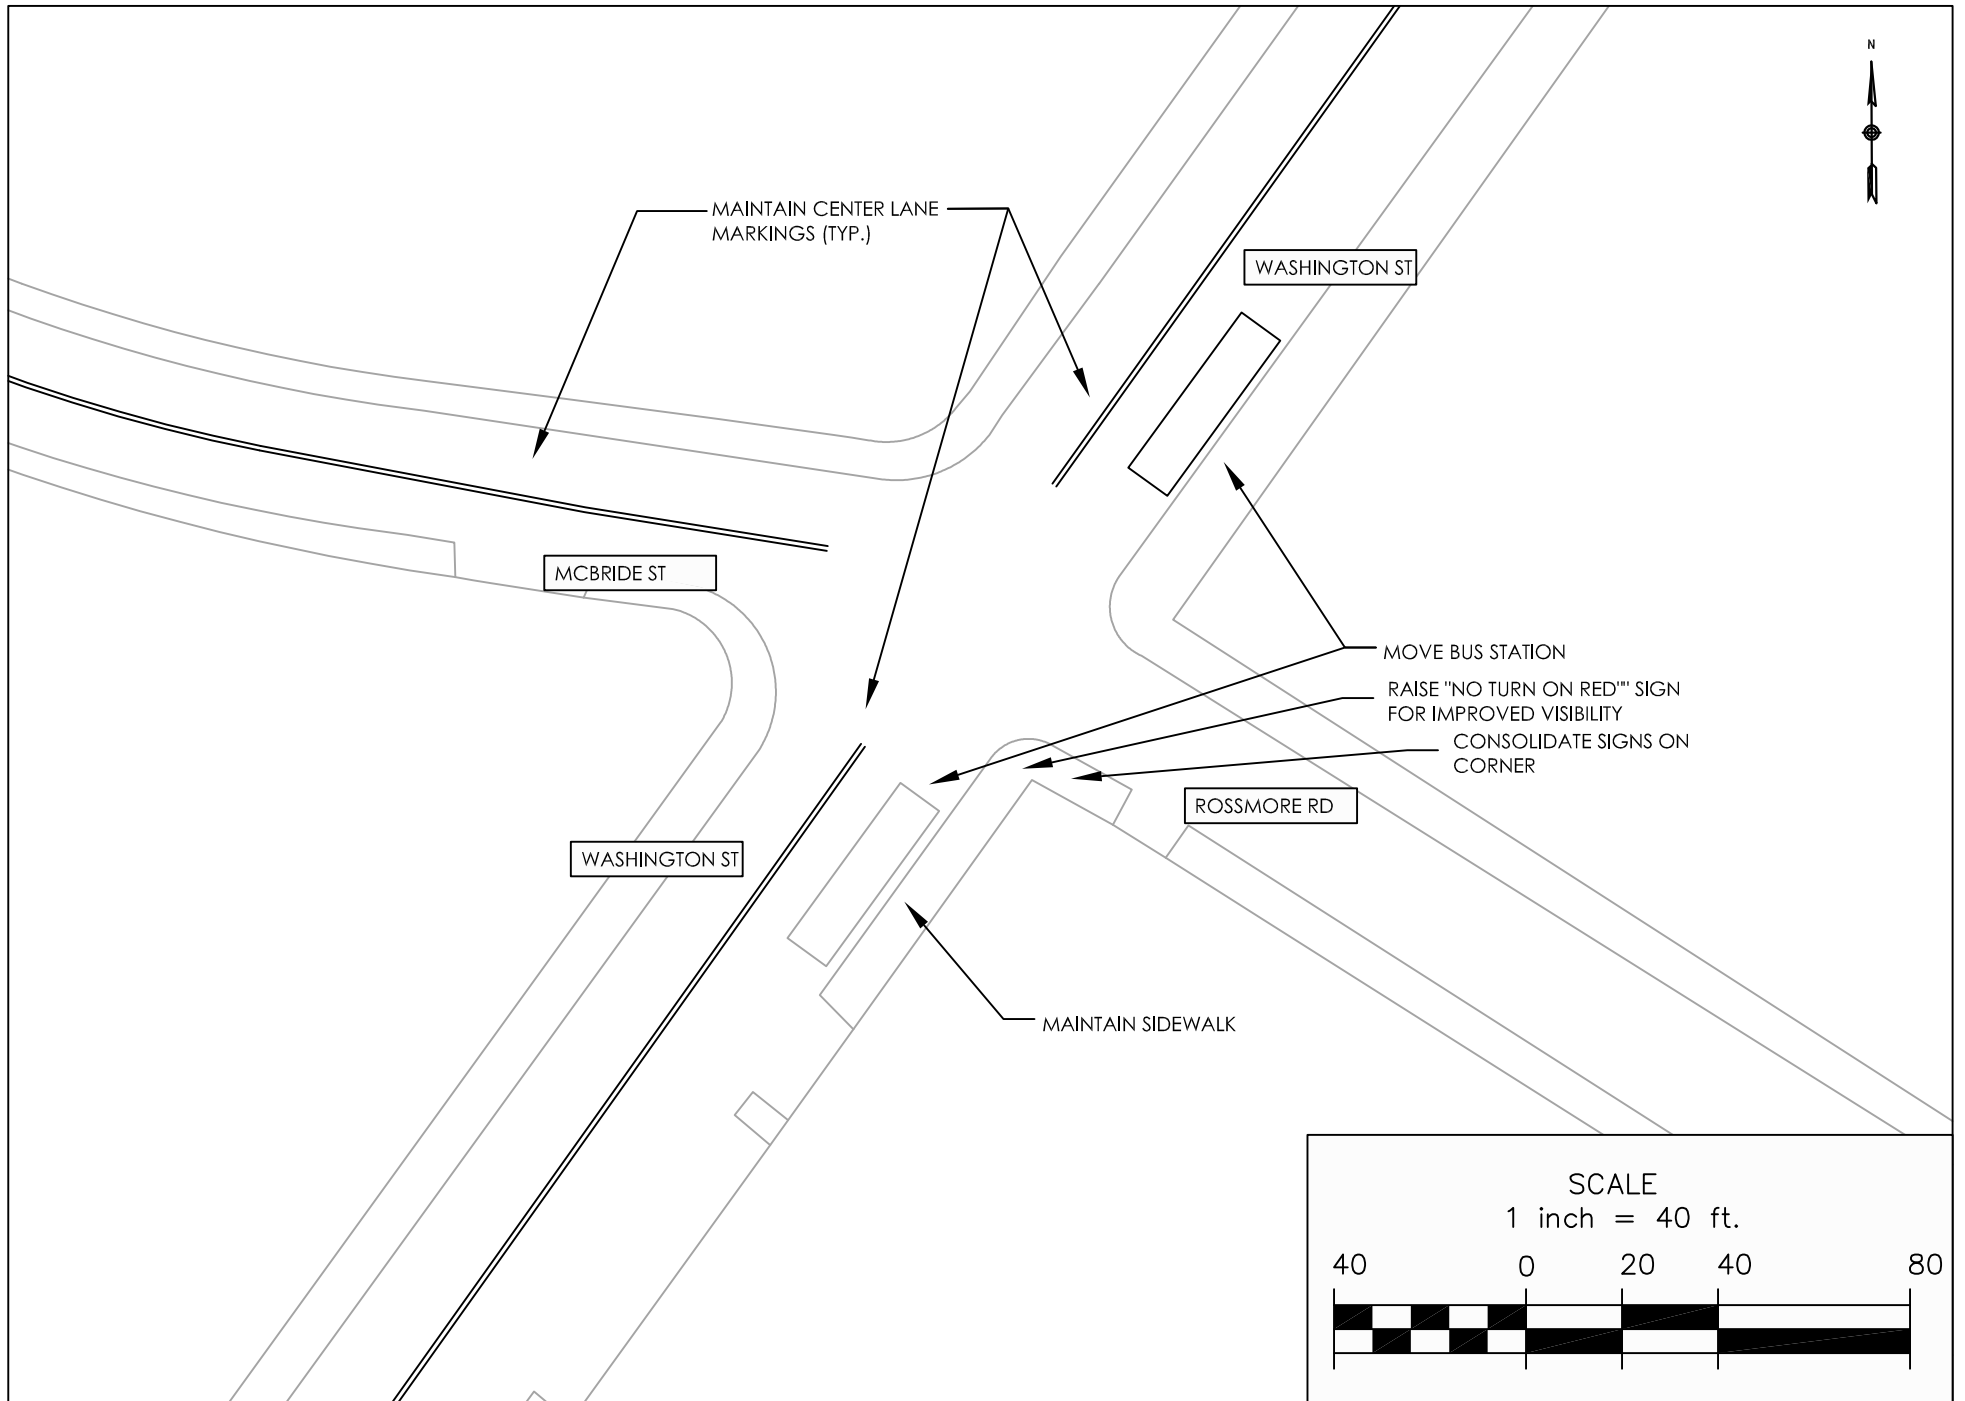 N
MAINTAIN CENTER LANE
MARKINGS (TYP.)
WASHINGTON ST
MCBRIDE ST
MOVE BUS STATION
RAISE "NO TURN ON RED"" SIGN
FOR IMPROVED VISIBILITY
CONSOLIDATE SIGNS ON
CORNER
ROSSMORE RD
WASHINGTON ST
MAINTAIN SIDEWALK
SCALE
1 inch = 40 ft.
40 0 20 40 80